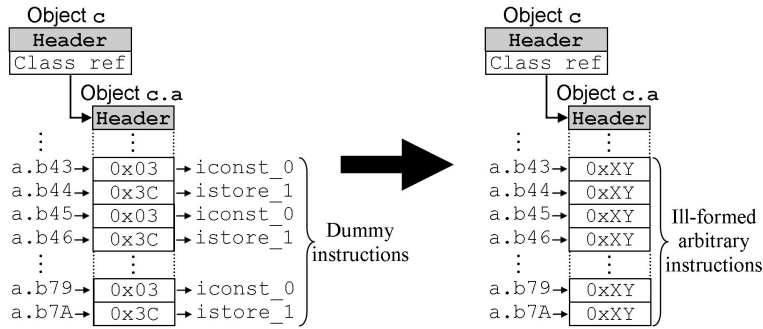 Object c
Header
Class ref
Object c.a
Header
⋮ ⋮
a.b43 0x03 iconst_0
a.b44 0x3C istore_1
a.b45 0x03 iconst_0
a.b46 0x3C istore_1
⋮ ⋮
a.b79 0x03 iconst_0
a.b7A 0x3C istore_1
Dummy
instructions
Object c
Header
Class ref
Object c.a
Header
⋮ ⋮
a.b43 0xXY
a.b44 0xXY
a.b45 0xXY
a.b46 0xXY
⋮ ⋮
a.b79 0xXY
a.b7A 0xXY
Ill-formed
arbitrary
instructions